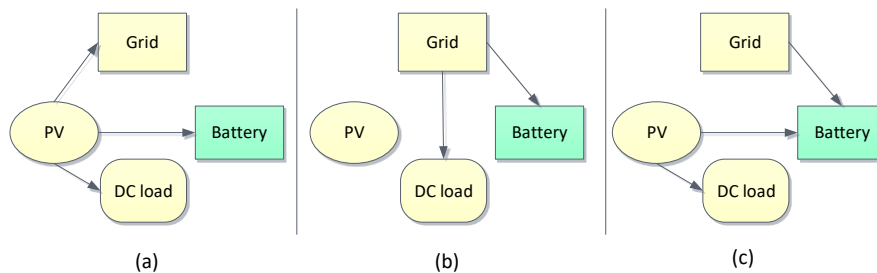 Grid
PV
Battery
DC load
(a)
Grid
PV
Battery
DC load
(b)
Grid
PV
Battery
DC load
(c)